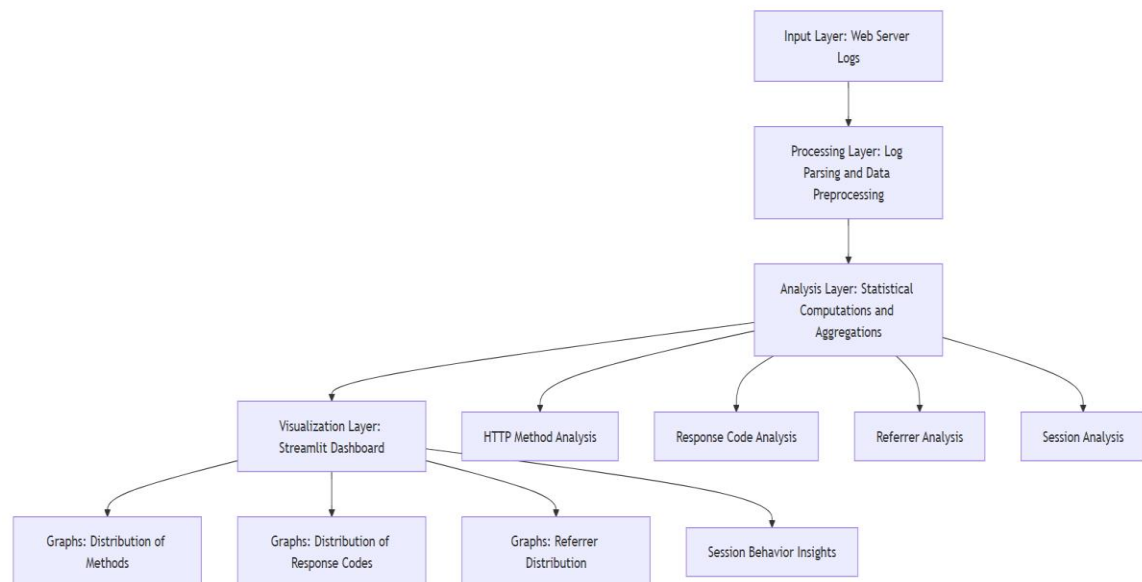 Input Layer: Web Server
Logs
Processing Layer: Log
Parsing and Data
Preprocessing
Analysis Layer: Statistical
Computations and
Aggregations
Visualization Layer:
Streamlit Dashboard
HTTP Method Analysis
Response Code Analysis
Referrer Analysis
Session Analysis
Graphs: Distribution of
Methods
Graphs: Distribution of
Response Codes
Graphs: Referrer
Distribution
Session Behavior Insights